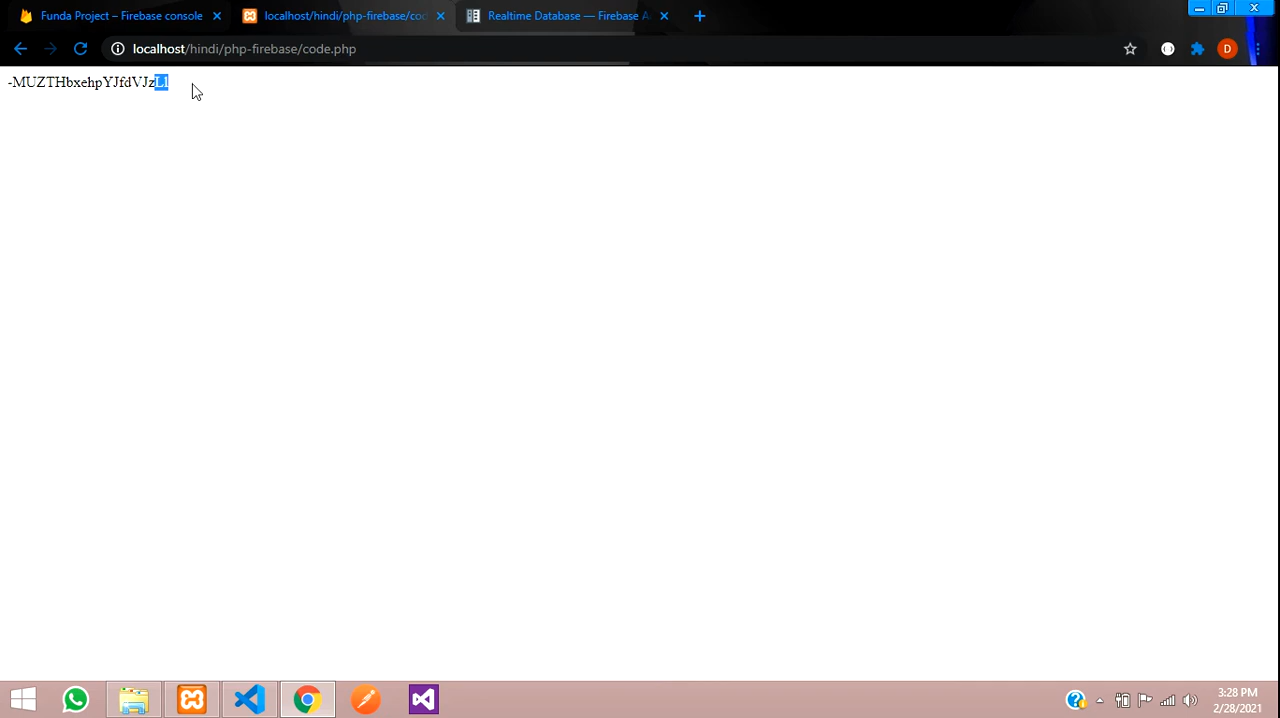 Funda Project – Firebase console
localhost/hindi/php-firebase/cod
Realtime Database — Firebase A
localhost/hindi/php-firebase/code.php
D
-MUZTHbxehpYJfdVJzLl
3:28 PM
2/28/2021